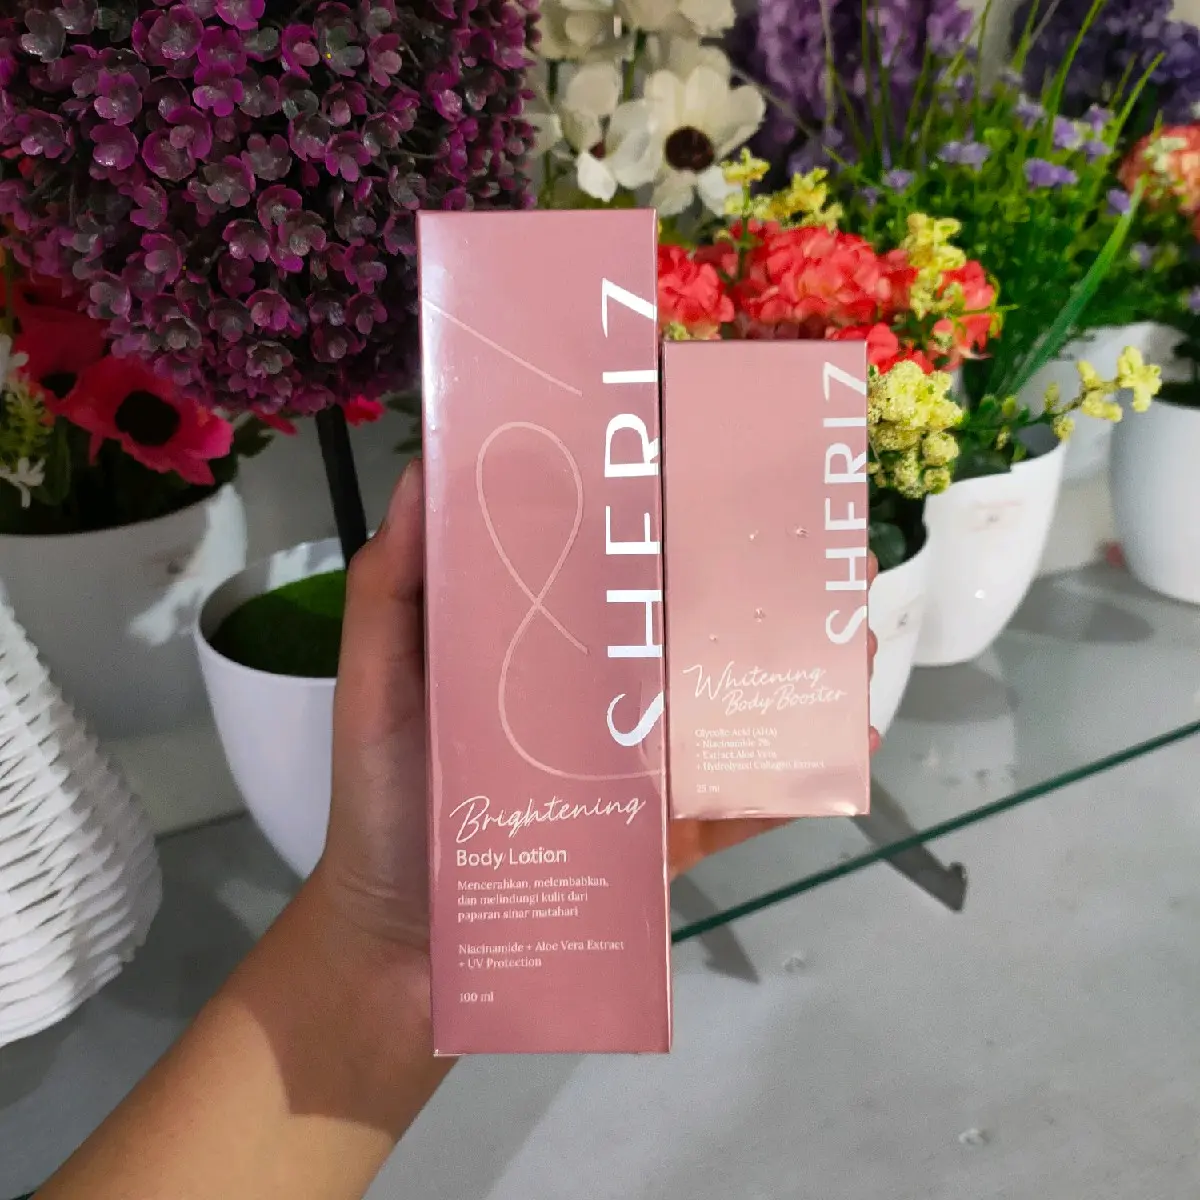 SHERIZ
Brightening
Body Lotion
Mencerahkan, melembabkan,
dan melindungi kulit dari
paparan sinar matahari
Niacinamide + Aloe Vera Extract
+ UV Protection
100 ml
SHERIZ
Whitening
Body Booster
Glycolic Acid (AHA)
+ Niacinamide 2%
+ Extract Aloe Vera
+ Hydrolyzed Collagen Extract
25 ml